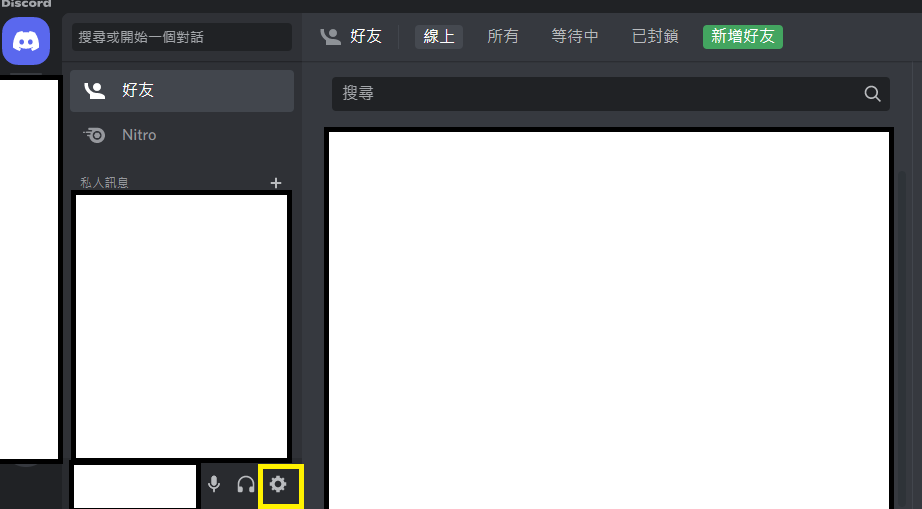 Discord
搜尋或開始一個對話
好友
線上
所有
等待中
已封鎖
新增好友
好友
搜尋
Nitro
私人訊息